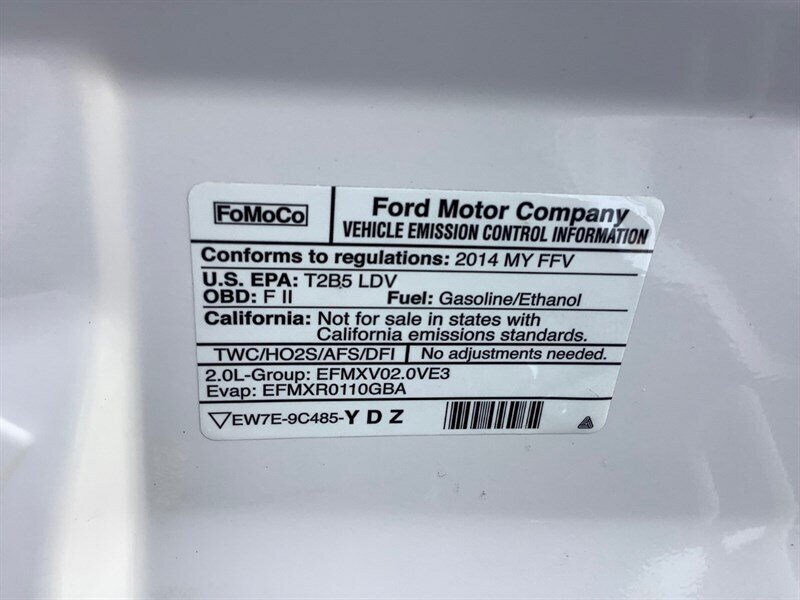 FoMoCo
Ford Motor Company
VEHICLE EMISSION CONTROL INFORMATION
Conforms to regulations: 2014 MY FFV
U.S. EPA: T2B5 LDV
OBD: F II Fuel: Gasoline/Ethanol
California: Not for sale in states with
California emissions standards.
TWC/HO2S/AFS/DFI No adjustments needed.
2.0L-Group: EFMXV02.0VE3
Evap: EFMXR0110GBA
EW7E-9C485-Y D Z